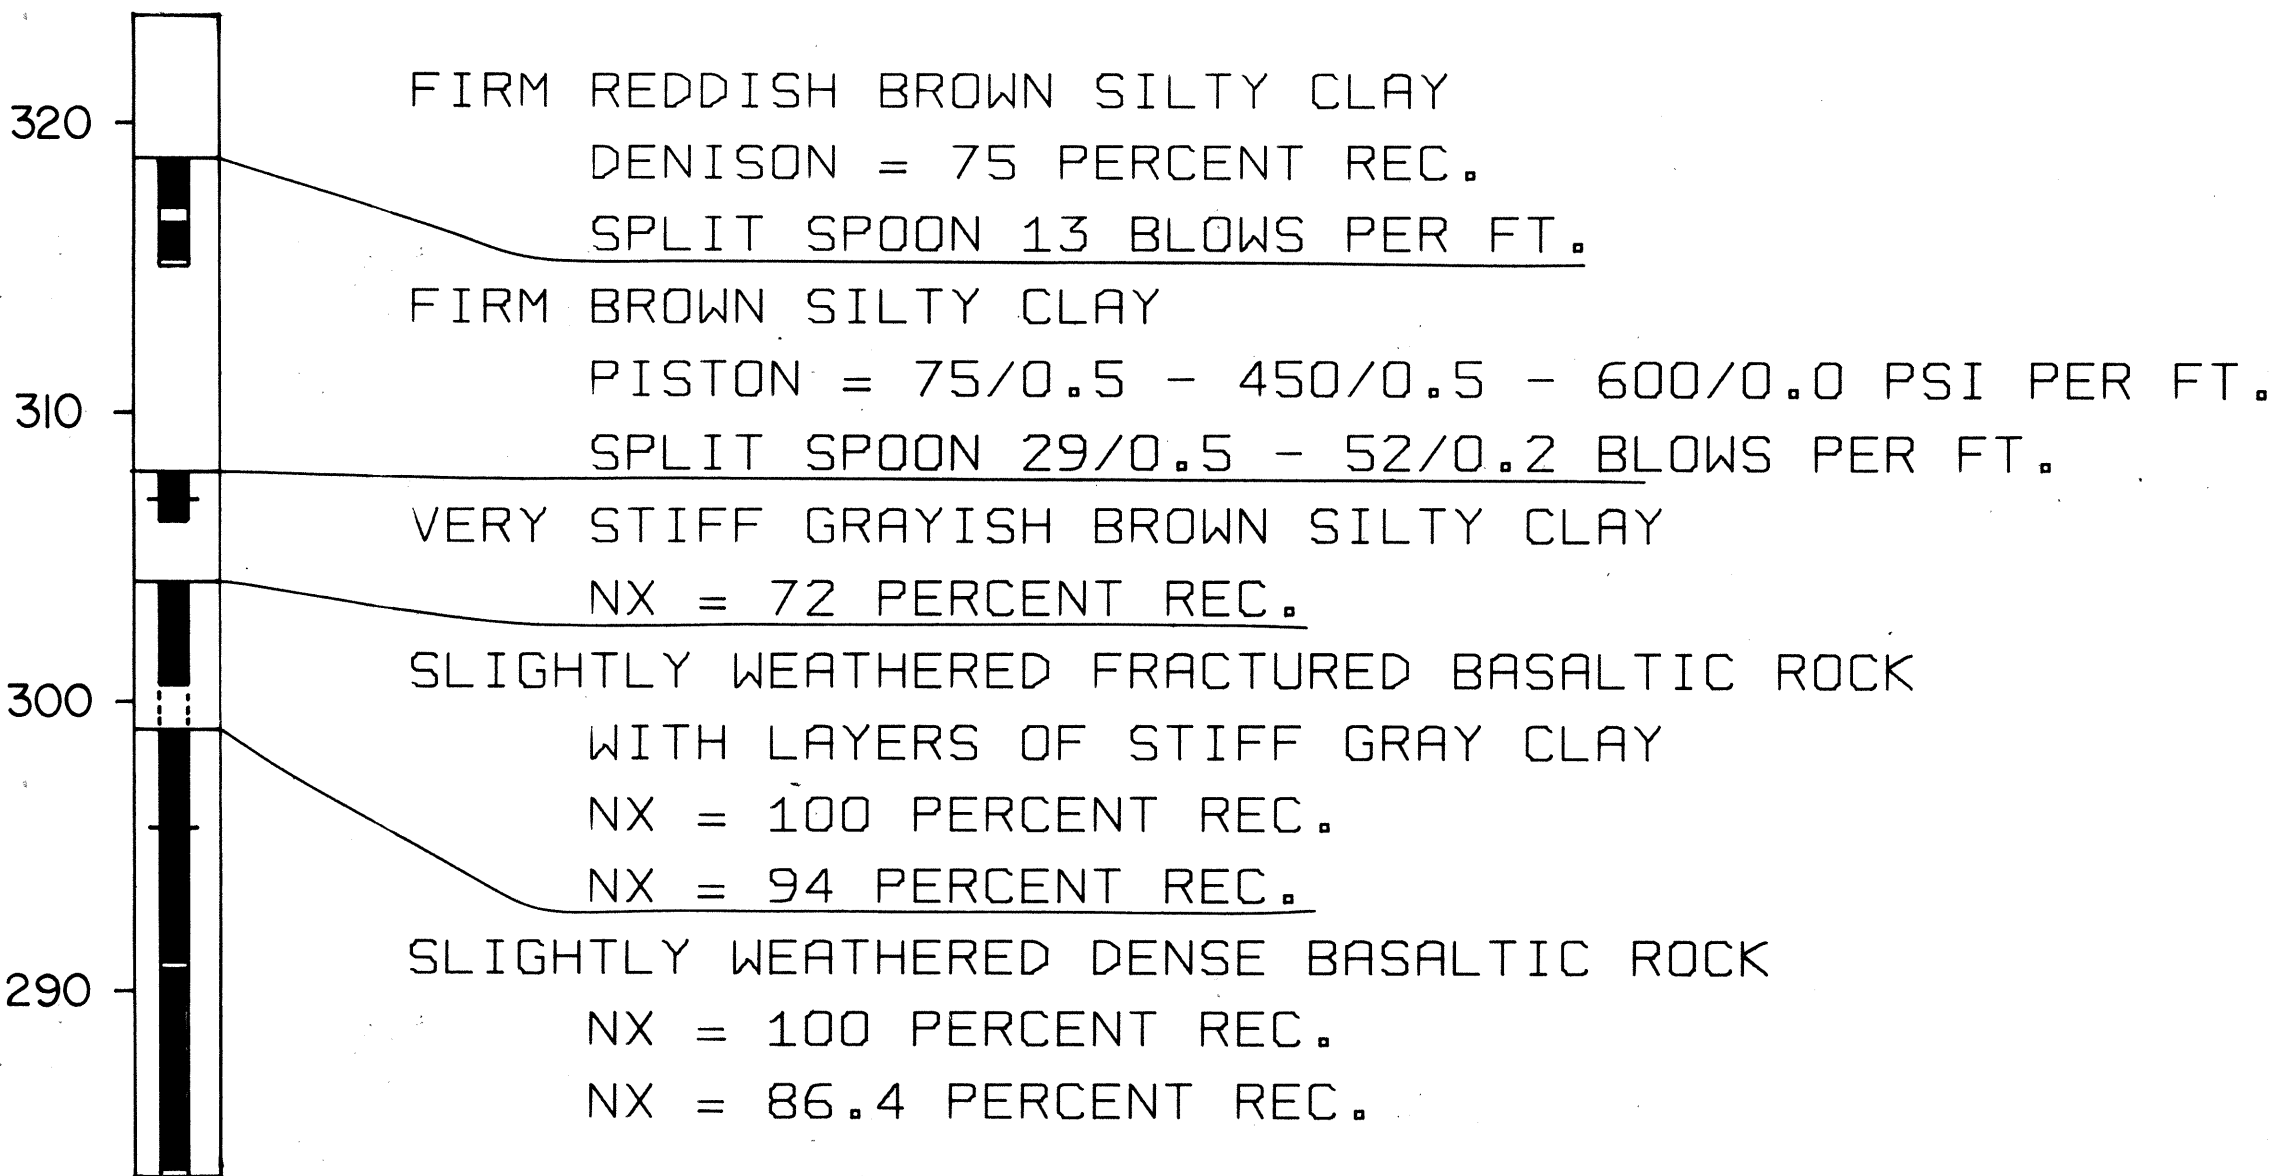 FIRM REDDISH BROWN SILTY CLAY
320
DENISON = 75 PERCENT REC.
SPLIT SPOON 13 BLOWS PER FT.
FIRM BROWN SILTY CLAY
PISTON = 75/0.5 - 450/0.5 - 600/0.0 PSI PER FT.
310
SPLIT SPOON 29/0.5 - 52/0.2 BLOWS PER FT.
VERY STIFF GRAYISH BROWN SILTY CLAY
NX = 72 PERCENT REC.
SLIGHTLY WEATHERED FRACTURED BASALTIC ROCK
300
WITH LAYERS OF STIFF GRAY CLAY
NX = 100 PERCENT REC.
NX = 94 PERCENT REC.
SLIGHTLY WEATHERED DENSE BASALTIC ROCK
290
NX = 100 PERCENT REC.
NX = 86.4 PERCENT REC.